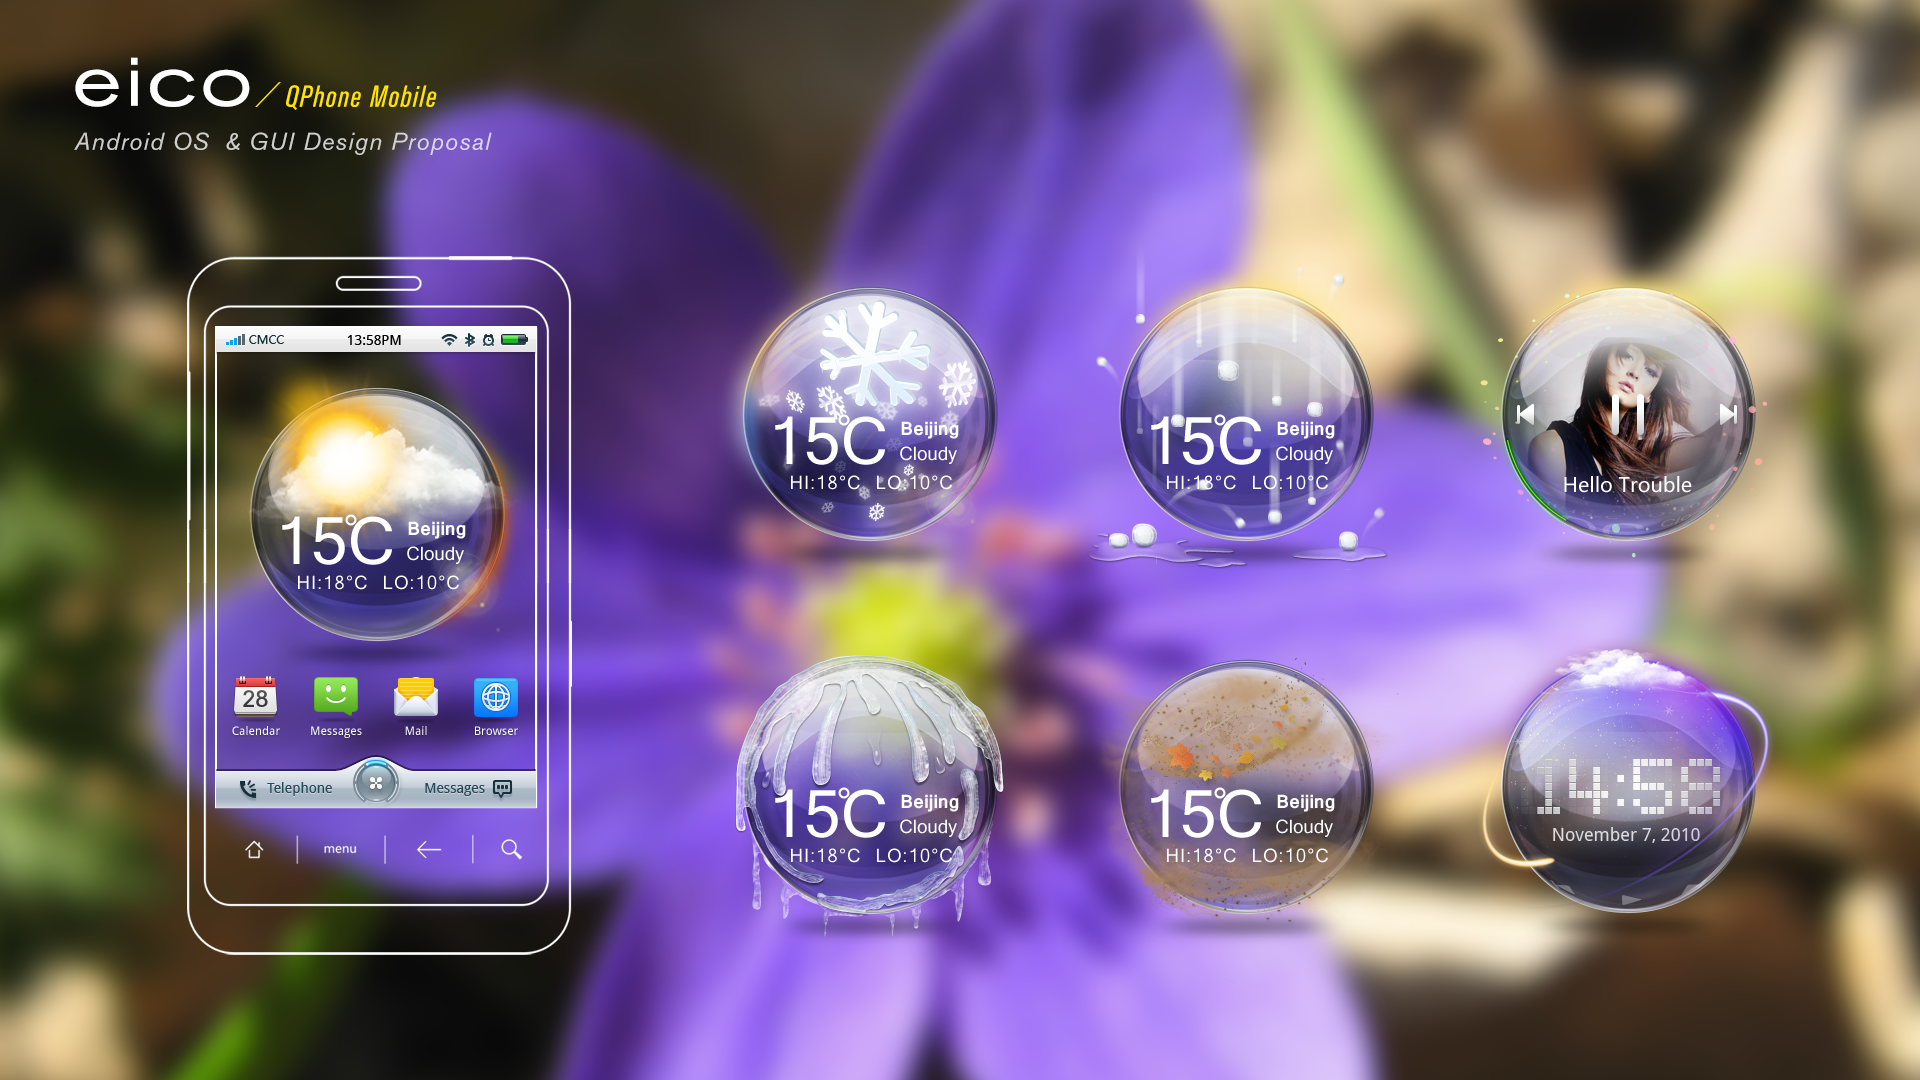 eico / QPhone Mobile
Android OS & GUI Design Proposal
CMCC 13:58PM
15℃ Beijing
Cloudy
HI:18°C LO:10°C
28
Calendar Messages Mail Browser
Telephone Messages
menu
15℃ Beijing
Cloudy
HI:18°C LO:10°C
15℃ Beijing
Cloudy
HI:18°C LO:10°C
Hello Trouble
15℃ Beijing
Cloudy
HI:18°C LO:10°C
15℃ Beijing
Cloudy
HI:18°C LO:10°C
14:58
November 7, 2010